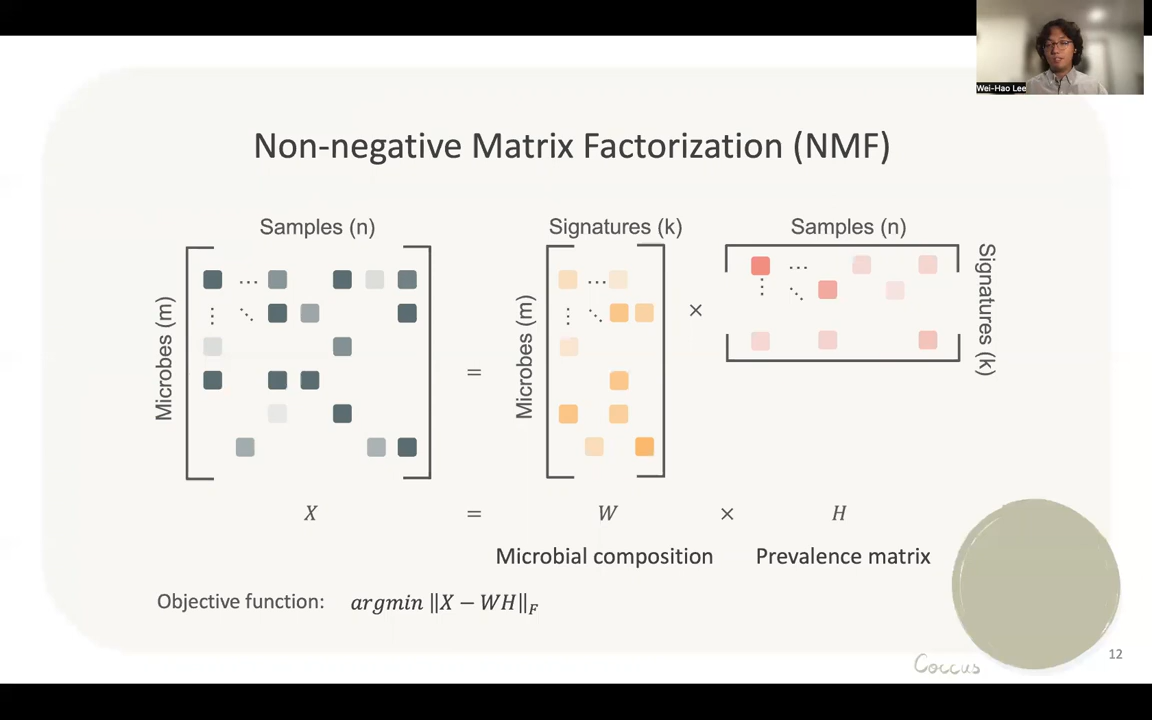 Wei-Hao Lee
Non-negative Matrix Factorization (NMF)
Samples (n)
Signatures (k)
Samples (n)
Microbes (m)
=
Microbes (m)
×
Signatures (k)
X = W × H
Microbial composition
Prevalence matrix
Objective function: argmin ‖X − WH‖_F
Coccus
12